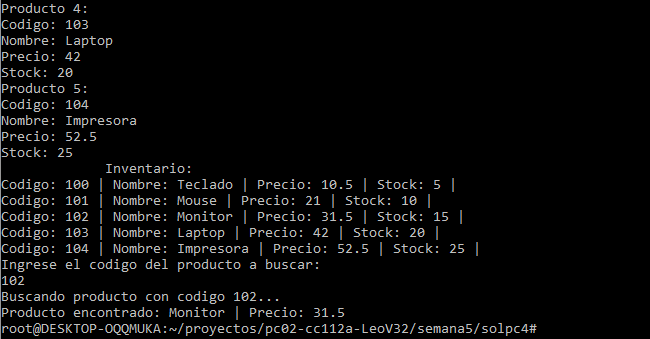 Producto 4:
Codigo: 103
Nombre: Laptop
Precio: 42
Stock: 20
Producto 5:
Codigo: 104
Nombre: Impresora
Precio: 52.5
Stock: 25
Inventario:
Codigo: 100 | Nombre: Teclado | Precio: 10.5 | Stock: 5 |
Codigo: 101 | Nombre: Mouse | Precio: 21 | Stock: 10 |
Codigo: 102 | Nombre: Monitor | Precio: 31.5 | Stock: 15 |
Codigo: 103 | Nombre: Laptop | Precio: 42 | Stock: 20 |
Codigo: 104 | Nombre: Impresora | Precio: 52.5 | Stock: 25 |
Ingrese el codigo del producto a buscar:
102
Buscando producto con codigo 102...
Producto encontrado: Monitor | Precio: 31.5
root@DESKTOP-OQQMUKA:~/proyectos/pc02-cc112a-LeoV32/semana5/solpc4#